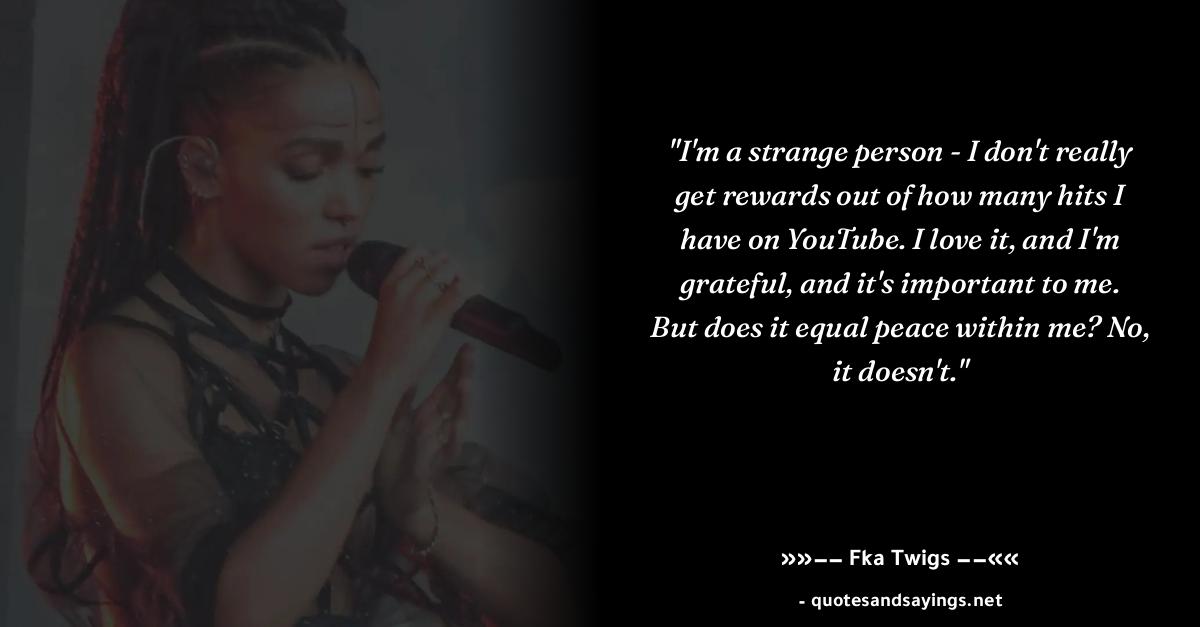 "I'm a strange person - I don't really
get rewards out of how many hits I
have on YouTube. I love it, and I'm
grateful, and it's important to me.
But does it equal peace within me? No,
it doesn't."
»»–– Fka Twigs ––««
- quotesandsayings.net